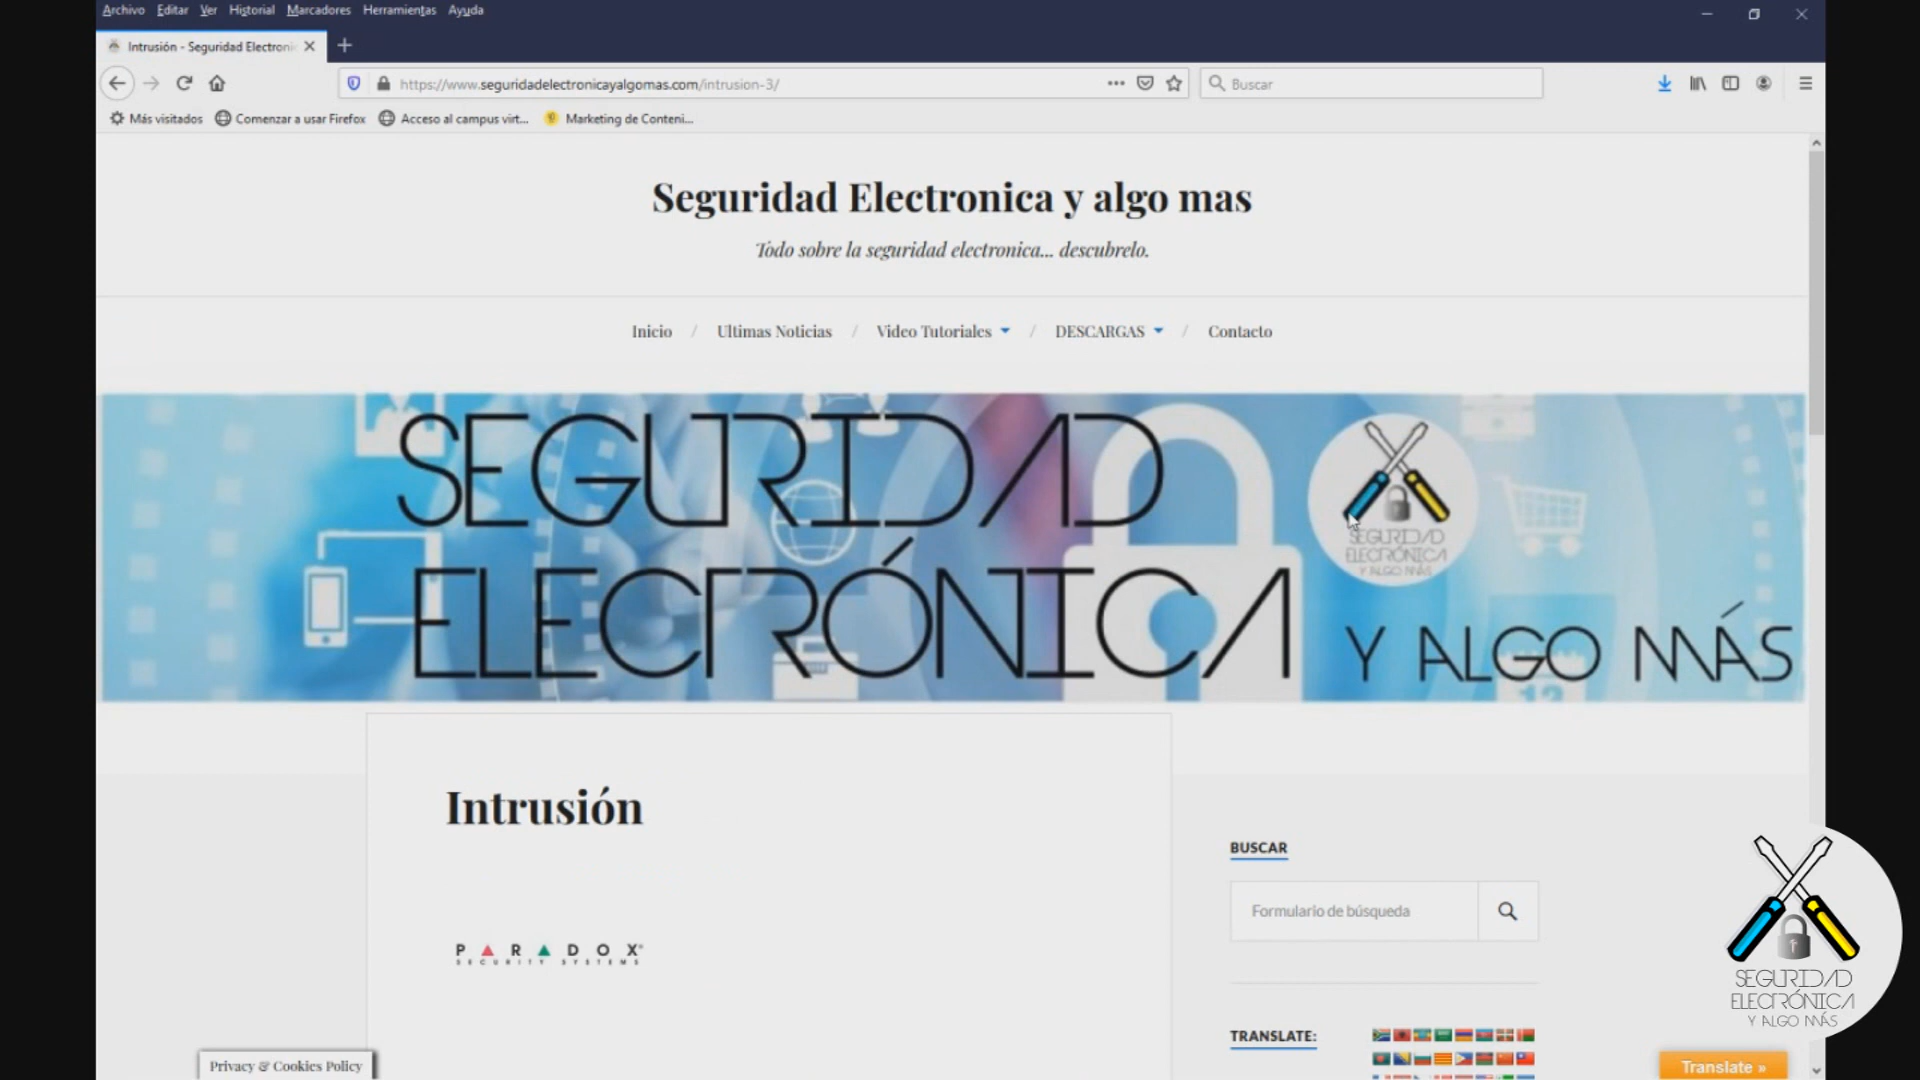 Archivo Editar Ver Historial Marcadores Herramientas Ayuda
Intrusión - Seguridad Electroni
https://www.seguridadelectronicayalgomas.com/intrusion-3/
Buscar
Más visitados Comenzar a usar Firefox Acceso al campus virt... Marketing de Conteni...
Seguridad Electronica y algo mas
Todo sobre la seguridad electronica... descubrelo.
Inicio / Ultimas Noticias / Video Tutoriales / DESCARGAS / Contacto
SEGURIDAD
ELECTRÓNICA
Y ALGO MÁS
SEGURIDAD
ELECTRÓNICA
Y ALGO MÁS
Intrusión
BUSCAR
Formulario de búsqueda
PARADOX
SECURITY SYSTEMS
TRANSLATE:
Privacy & Cookies Policy
Translate »
SEGURIDAD
ELECTRÓNICA
Y ALGO MÁS